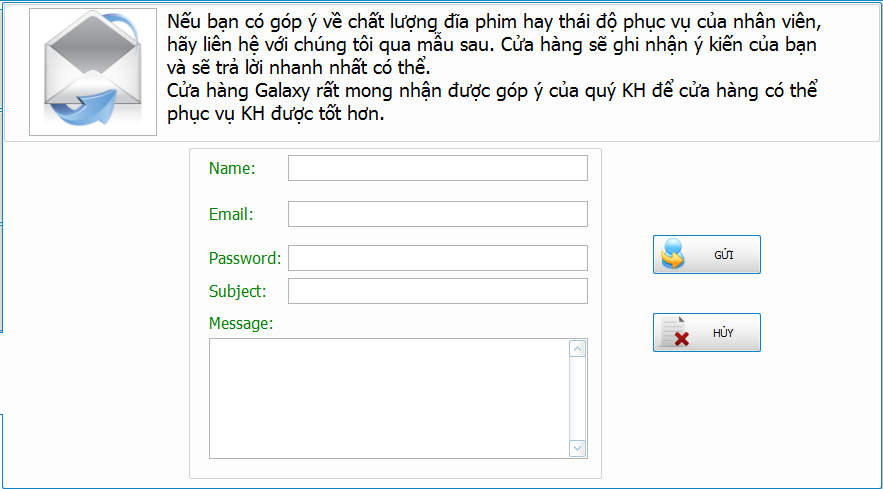 Nếu bạn có góp ý về chất lượng đĩa phim hay thái độ phục vụ của nhân viên,
hãy liên hệ với chúng tôi qua mẫu sau. Cửa hàng sẽ ghi nhận ý kiến của bạn
và sẽ trả lời nhanh nhất có thể.
Cửa hàng Galaxy rất mong nhận được góp ý của quý KH để cửa hàng có thể
phục vụ KH được tốt hơn.
Name:
Email:
Password:
Subject:
Message:
GỬI
HỦY